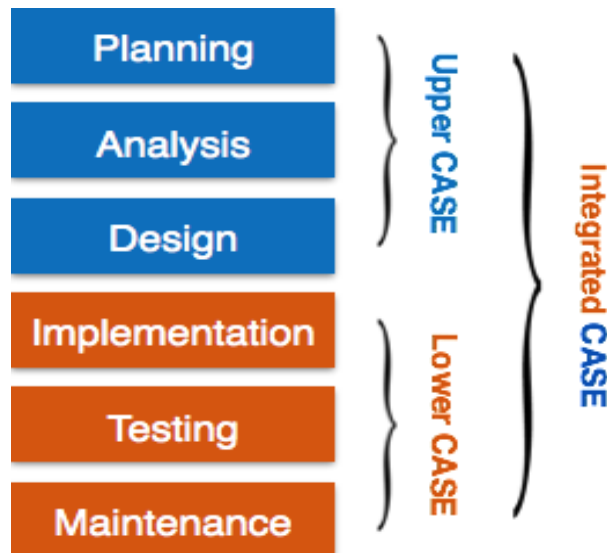 Planning
Analysis
Design
Implementation
Testing
Maintenance
Upper CASE
Lower CASE
Integrated CASE